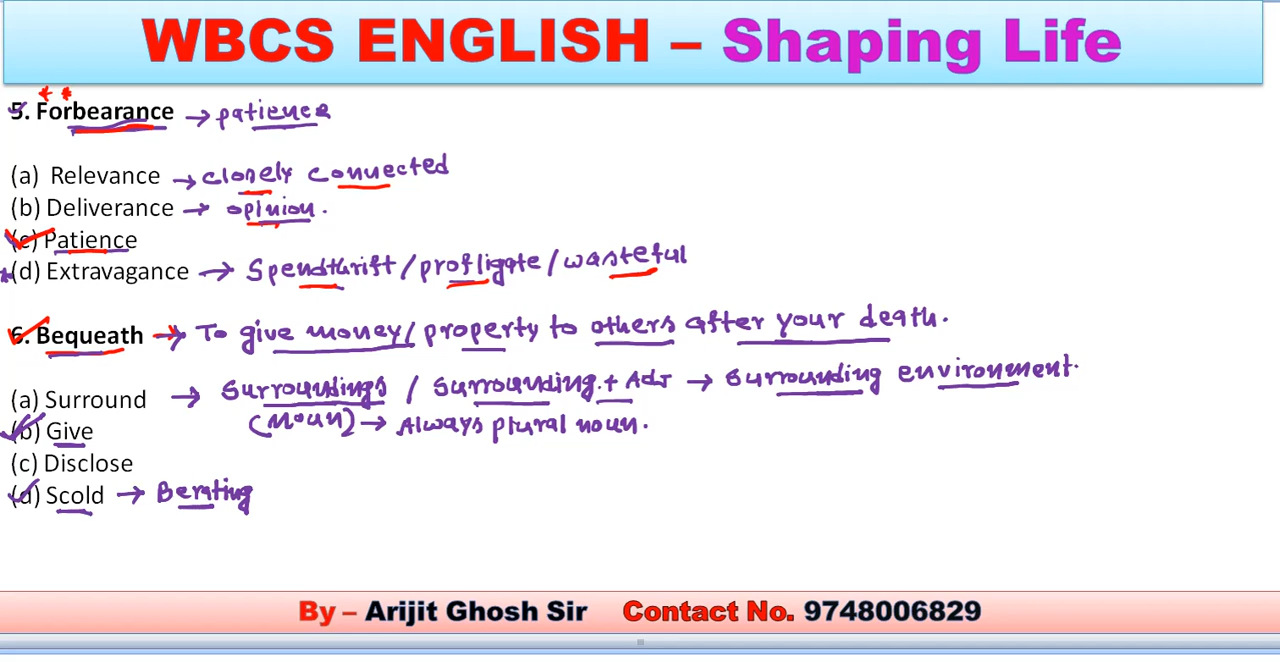 WBCS ENGLISH – Shaping Life
5. Forbearance → patience
(a) Relevance → closely connected
(b) Deliverance → opinion.
(c) Patience
(d) Extravagance → Spendthrift/profligate/wasteful
6. Bequeath → To give money/property to others after your death.
(a) Surround → Surroundings / Surrounding + Adj → Surrounding environment.
(Noun) → Always plural noun.
(b) Give
(c) Disclose
(d) Scold → Berating
By – Arijit Ghosh Sir Contact No. 9748006829